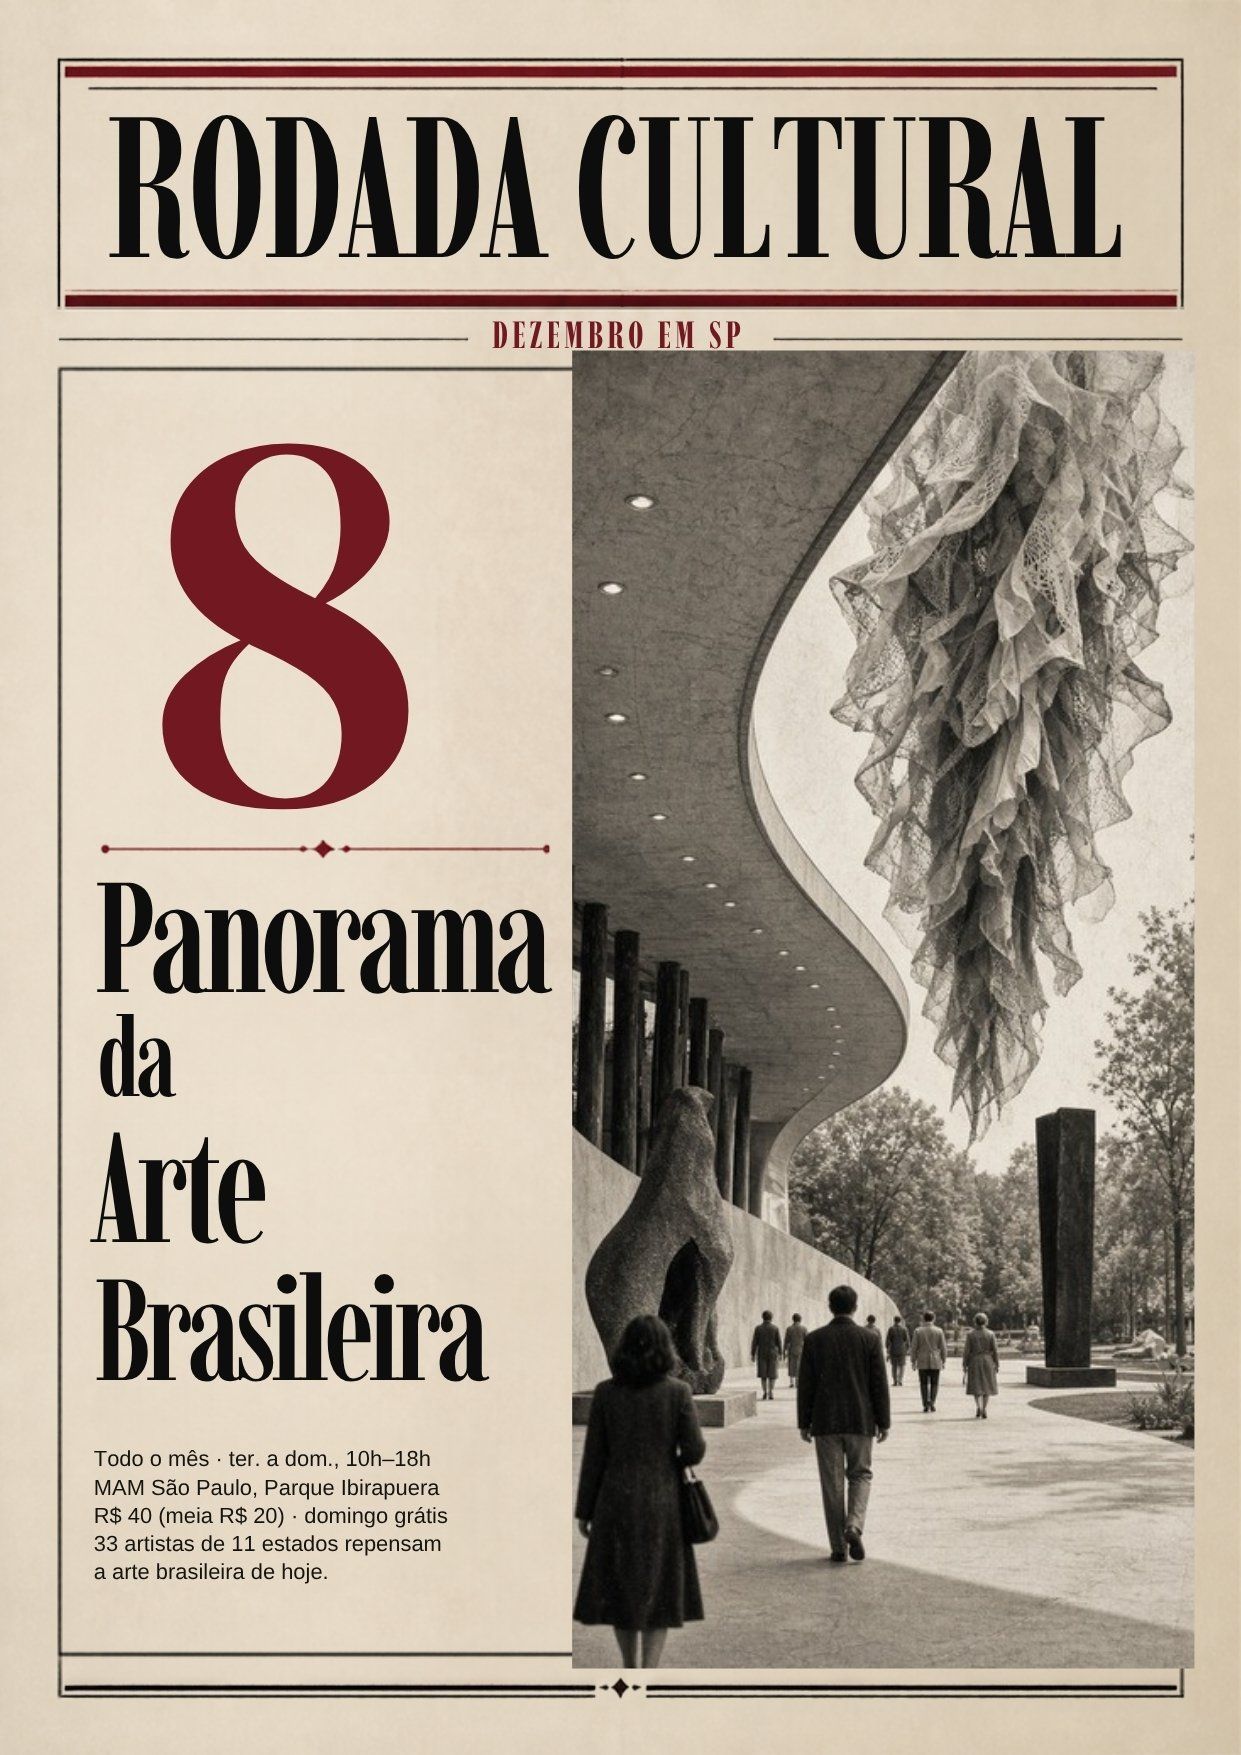 RODADA CULTURAL
DEZEMBRO EM SP
8
Panorama
da
Arte
Brasileira
Todo o mês · ter. a dom., 10h–18h
MAM São Paulo, Parque Ibirapuera
R$ 40 (meia R$ 20) · domingo grátis
33 artistas de 11 estados repensam
a arte brasileira de hoje.